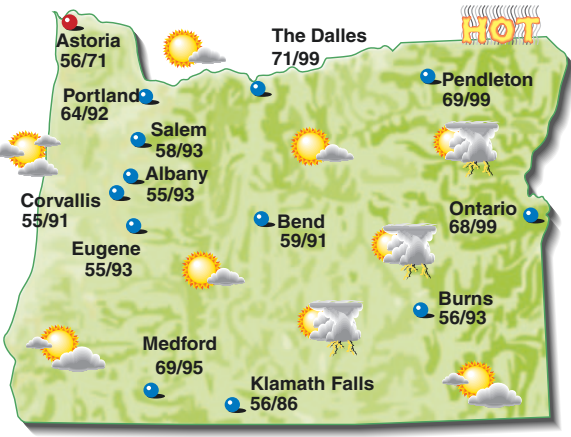 HOT
Astoria
56/71
The Dalles
71/99
Pendleton
69/99
Portland
64/92
Salem
58/93
Albany
55/93
Corvallis
55/91
Eugene
55/93
Bend
59/91
Ontario
68/99
Burns
56/93
Medford
69/95
Klamath Falls
56/86